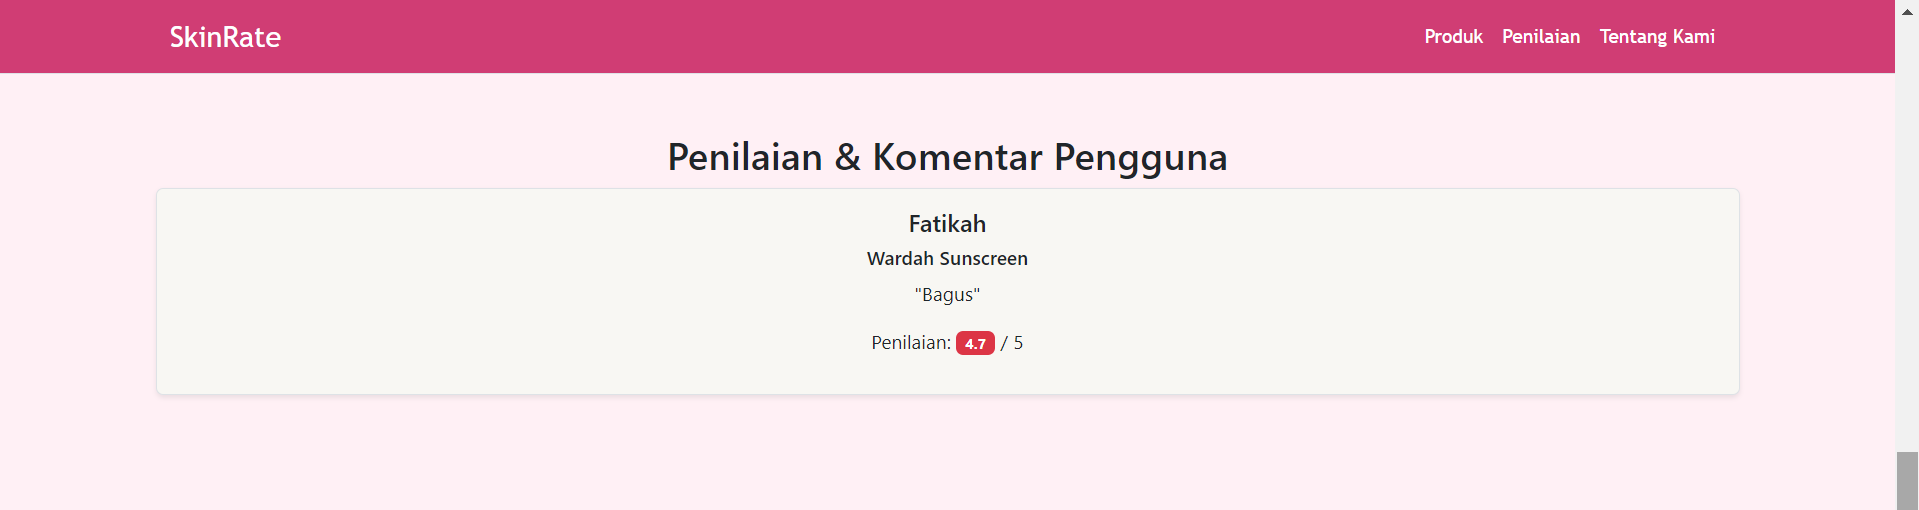 SkinRate
Produk Penilaian Tentang Kami
Penilaian & Komentar Pengguna
Fatikah
Wardah Sunscreen
"Bagus"
Penilaian: 4.7 / 5